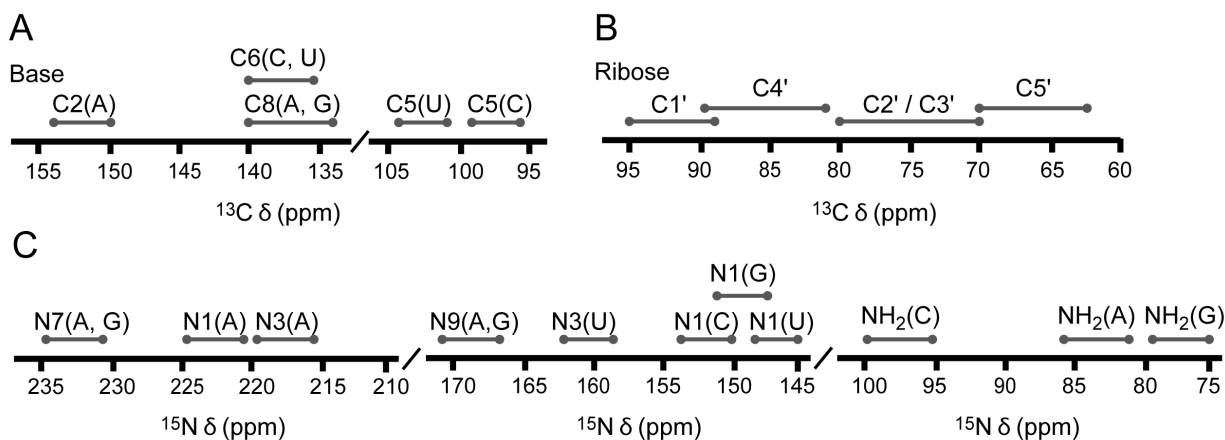 A
B
C6(C, U)
Base
Ribose
C2(A)
C8(A, G)
C5(U)
C5(C)
C1'
C4'
C2' / C3'
C5'
155 150 145 140 135 105 100 95
95 90 85 80 75 70 65 60
¹³C δ (ppm)
¹³C δ (ppm)
C
N1(G)
N7(A, G)
N1(A)
N3(A)
N9(A,G)
N3(U)
N1(C)
N1(U)
NH₂(C)
NH₂(A)
NH₂(G)
235 230 225 220 215 210 170 165 160 155 150 145 100 95 90 85 80 75
¹⁵N δ (ppm)
¹⁵N δ (ppm)
¹⁵N δ (ppm)